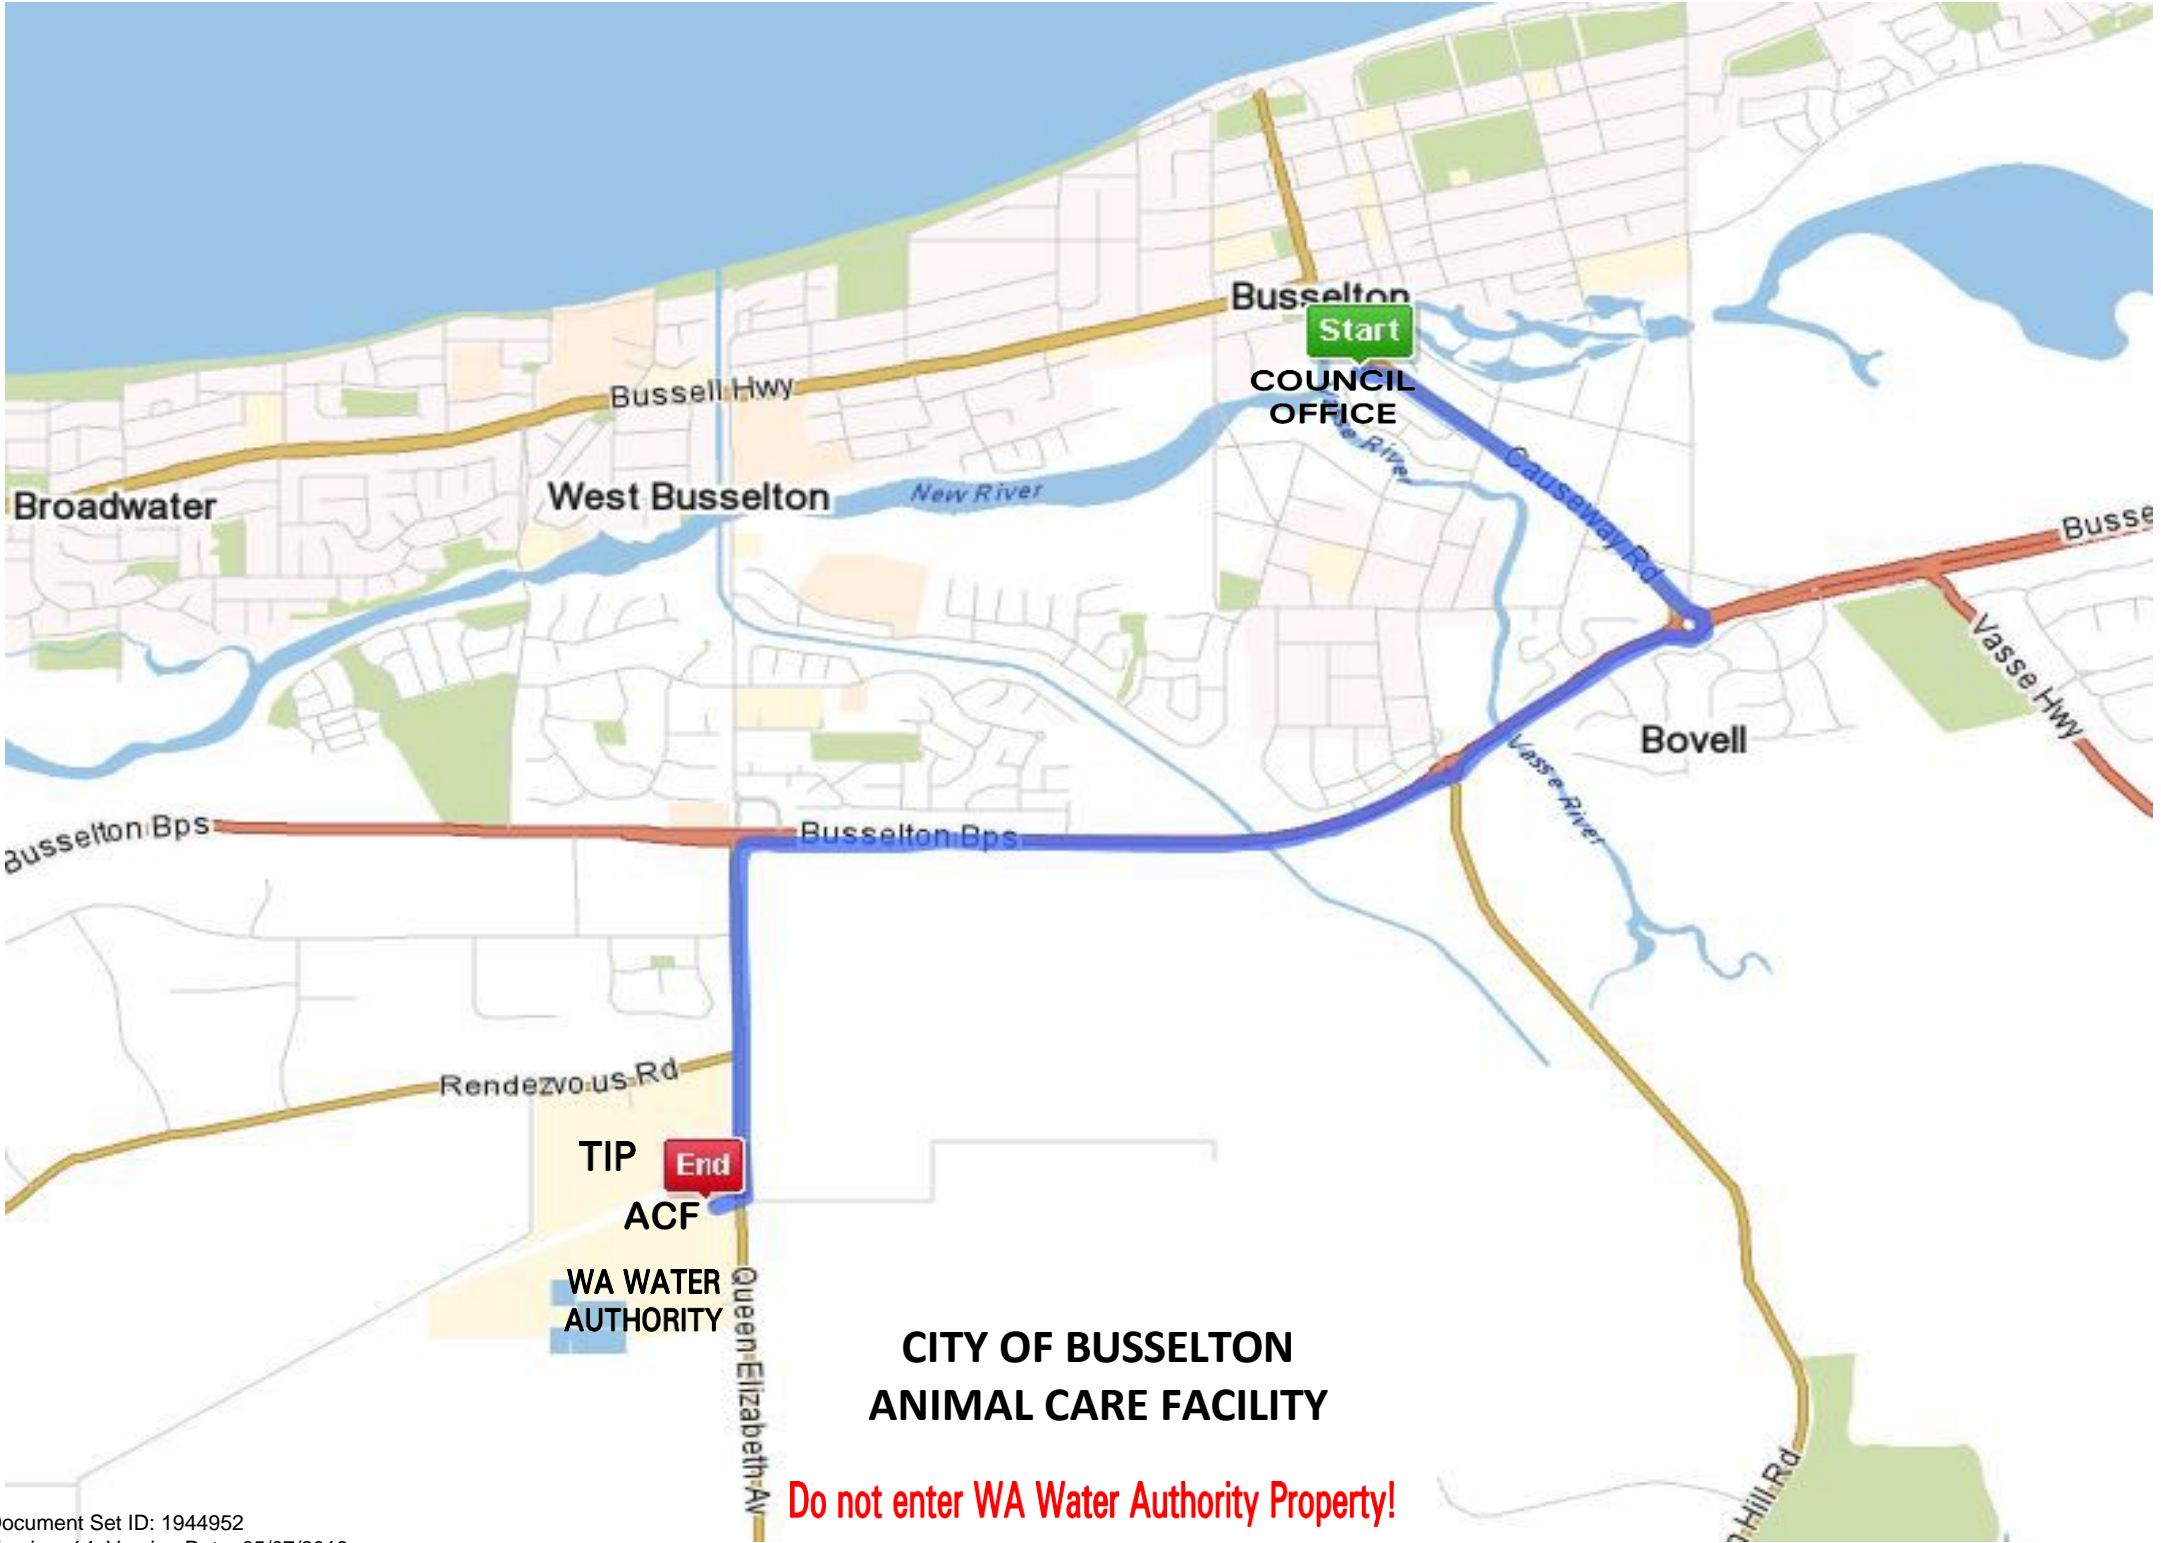 Busselton
Start
COUNCIL
OFFICE
Bussell Hwy
Broadwater
West Busselton
New River
River
Causeway Rd
Busse
Vasse Hwy
Bovell
Vasse River
Busselton Bps
Busselton Bps
Rendezvous Rd
TIP
End
ACF
WA WATER
AUTHORITY
Queen Elizabeth Av
CITY OF BUSSELTON
ANIMAL CARE FACILITY
Do not enter WA Water Authority Property!
Hill Rd
Document Set ID: 1944952